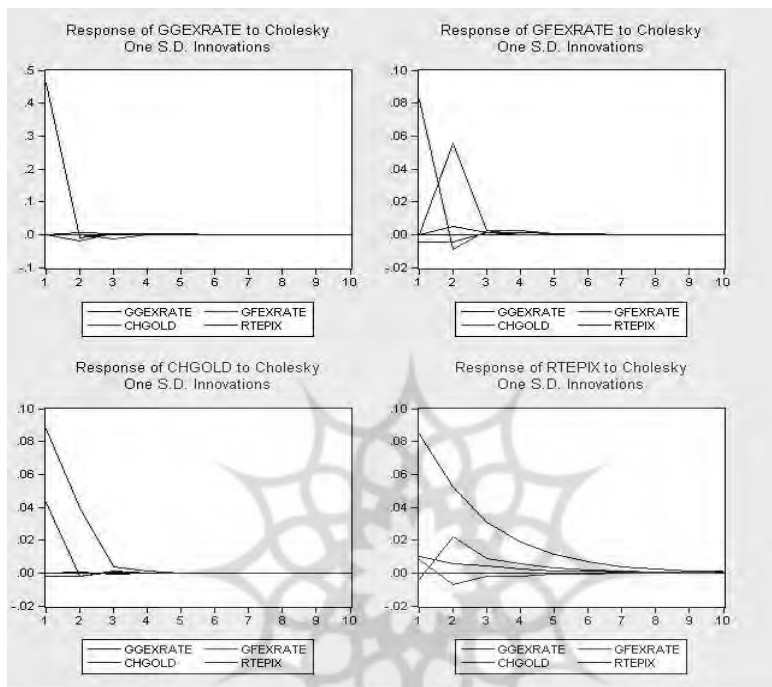 Response of GGEXRATE to Cholesky
One S.D. Innovations
.5
.4
.3
.2
.1
.0
-.1
1 2 3 4 5 6 7 8 9 10
GGEXRATE GFEXRATE
CHGOLD RTEPIX
Response of GFEXRATE to Cholesky
One S.D. Innovations
.10
.08
.06
.04
.02
.00
-.02
1 2 3 4 5 6 7 8 9 10
GGEXRATE GFEXRATE
CHGOLD RTEPIX
Response of CHGOLD to Cholesky
One S.D. Innovations
.10
.08
.06
.04
.02
.00
-.02
1 2 3 4 5 6 7 8 9 10
GGEXRATE GFEXRATE
CHGOLD RTEPIX
Response of RTEPIX to Cholesky
One S.D. Innovations
.10
.08
.06
.04
.02
.00
-.02
1 2 3 4 5 6 7 8 9 10
GGEXRATE GFEXRATE
CHGOLD RTEPIX